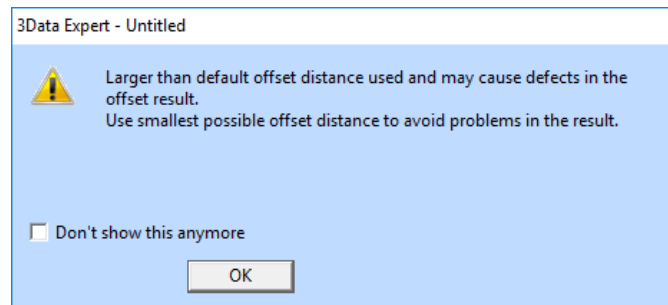 3Data Expert - Untitled
Larger than default offset distance used and may cause defects in the
offset result.
Use smallest possible offset distance to avoid problems in the result.
Don't show this anymore
OK